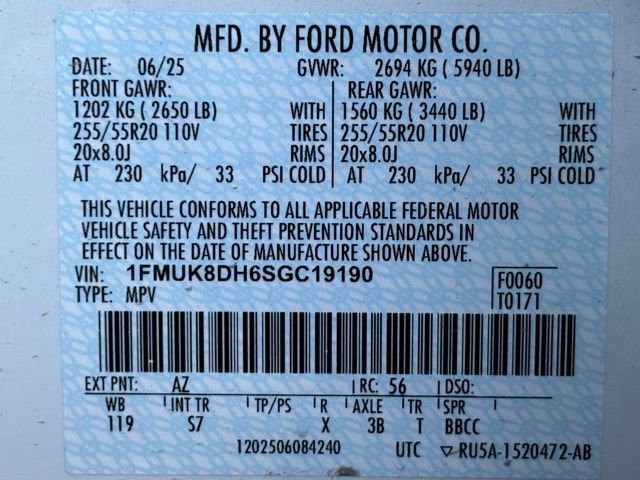 MFD. BY FORD MOTOR CO.
DATE: 06/25 GVWR: 2694 KG ( 5940 LB)
FRONT GAWR: REAR GAWR:
1202 KG ( 2650 LB) WITH 1560 KG ( 3440 LB) WITH
255/55R20 110V TIRES 255/55R20 110V TIRES
20x8.0J RIMS 20x8.0J RIMS
AT 230 kPa/ 33 PSI COLD AT 230 kPa/ 33 PSI COLD
THIS VEHICLE CONFORMS TO ALL APPLICABLE FEDERAL MOTOR
VEHICLE SAFETY AND THEFT PREVENTION STANDARDS IN
EFFECT ON THE DATE OF MANUFACTURE SHOWN ABOVE.
VIN: 1FMUK8DH6SGC19190 F0060
TYPE: MPV T0171
EXT PNT: AZ RC: 56 DSO:
WB INT TR TP/PS R AXLE TR SPR
119 S7 X 3B T BBCC
1202506084240 UTC ▽RU5A-1520472-AB